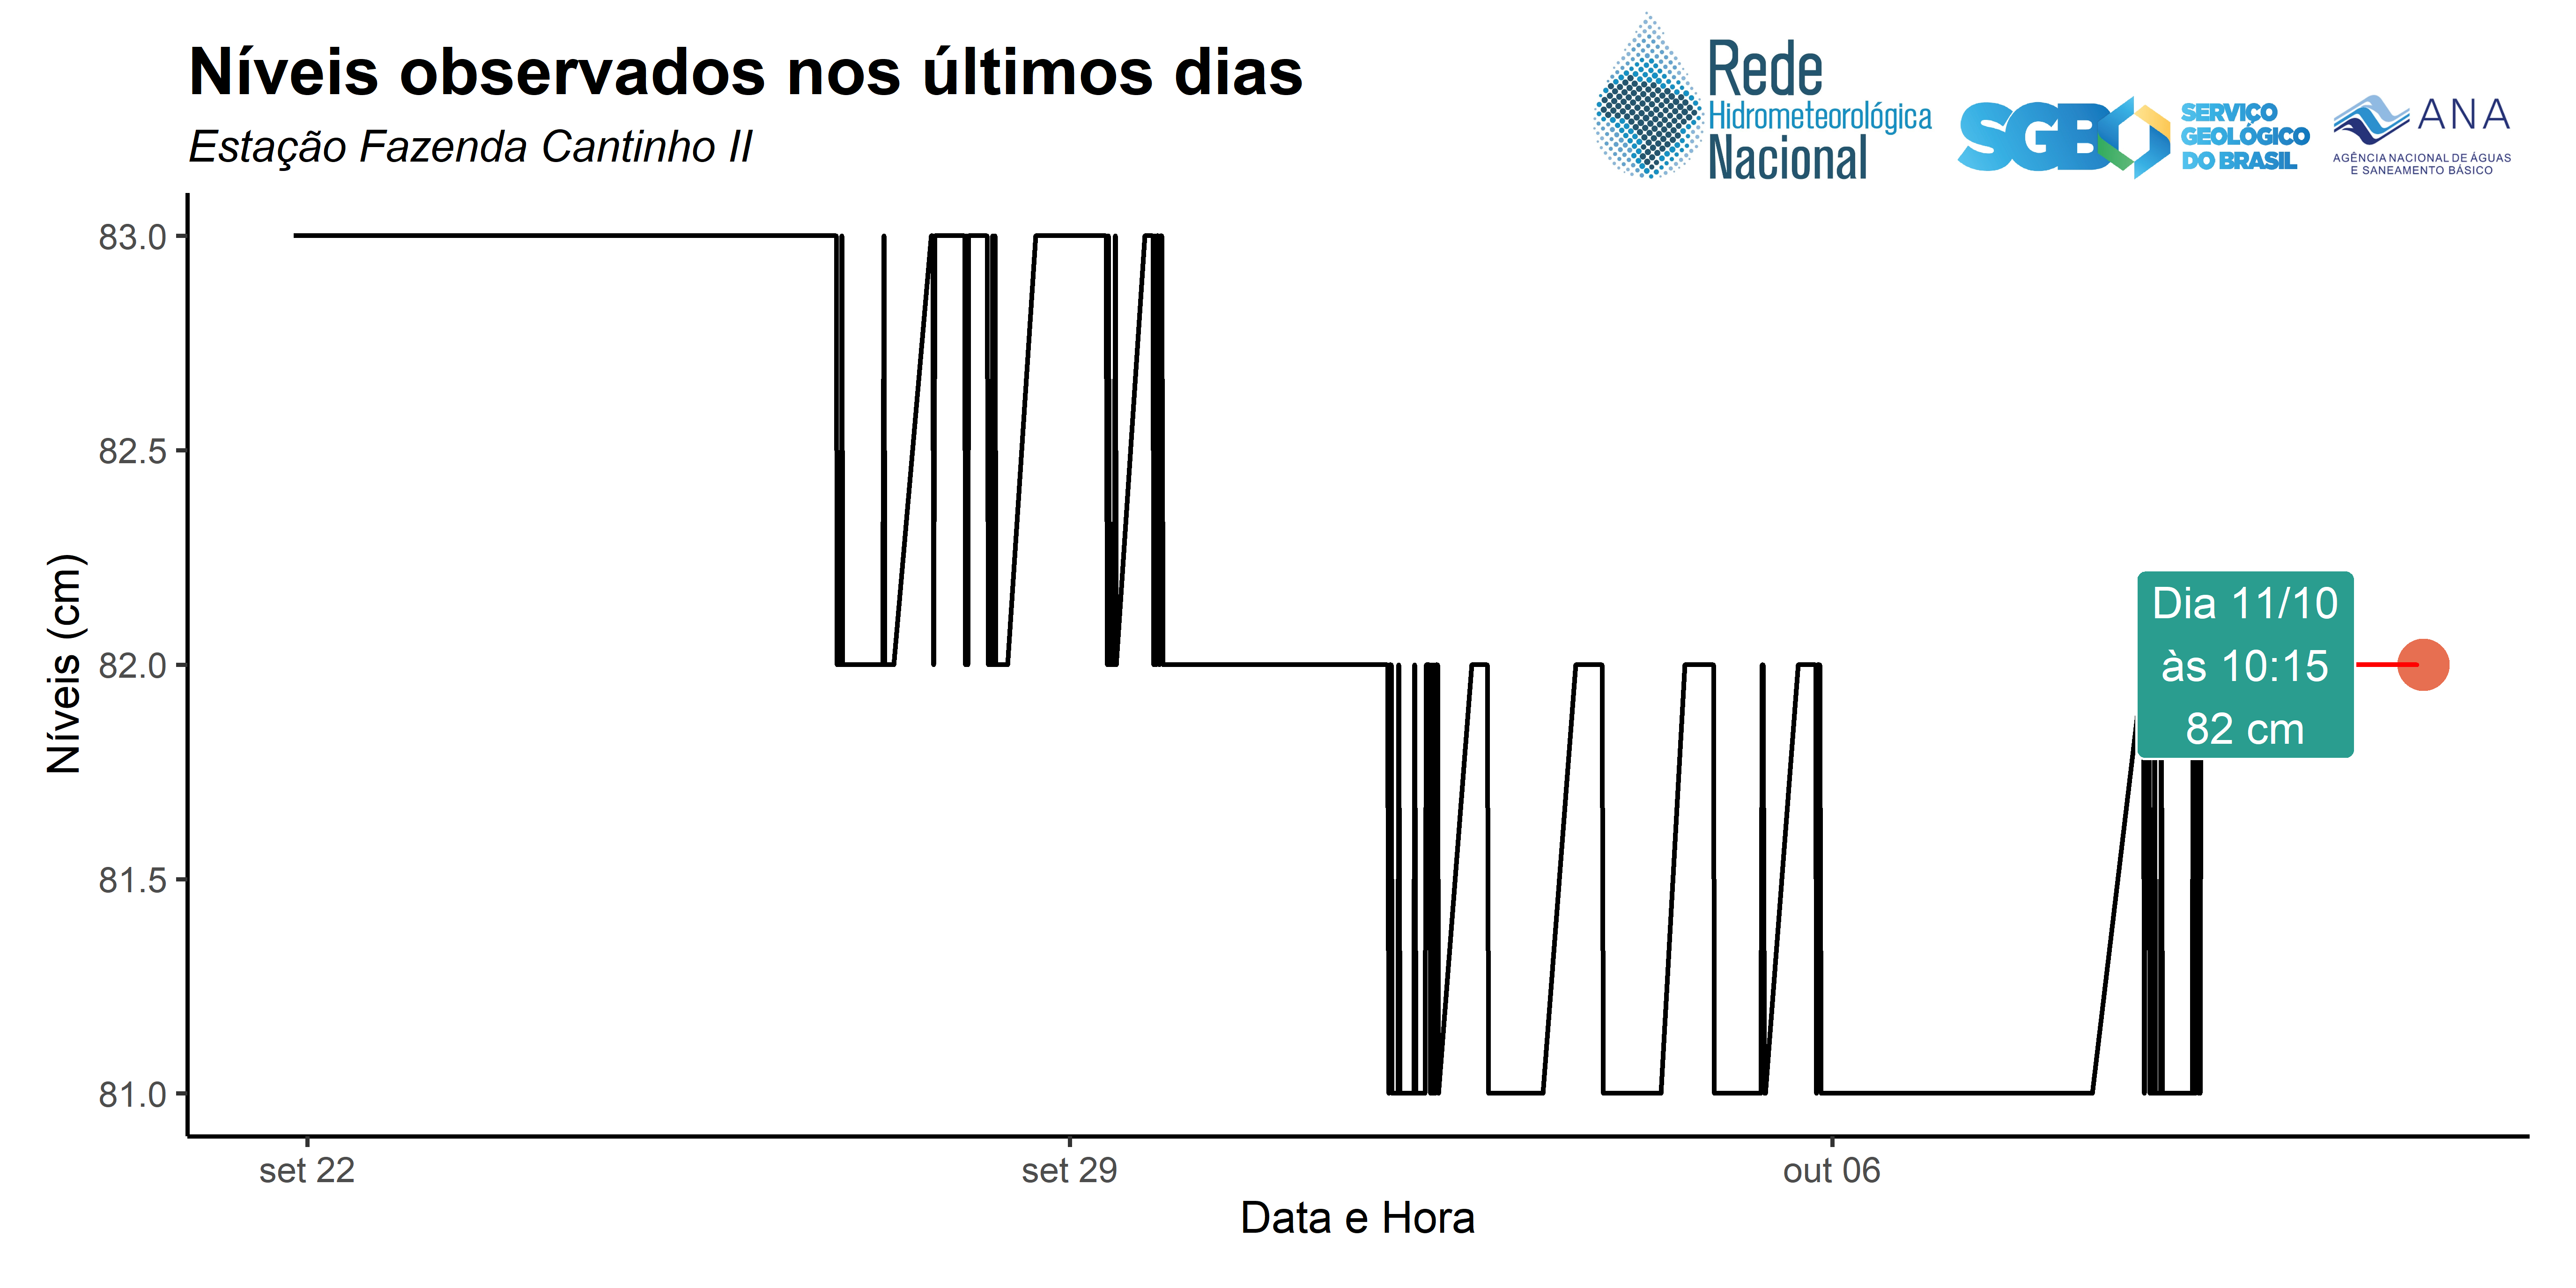 Níveis observados nos últimos dias
Estação Fazenda Cantinho II
Rede
Hidrometeorológica
Nacional
SGB
SERVIÇO
GEOLÓGICO
DO BRASIL
ANA
AGÊNCIA NACIONAL DE ÁGUAS
E SANEAMENTO BÁSICO
Níveis (cm)
83.0
82.5
82.0
81.5
81.0
Dia 11/10
às 10:15
82 cm
set 22
set 29
out 06
Data e Hora